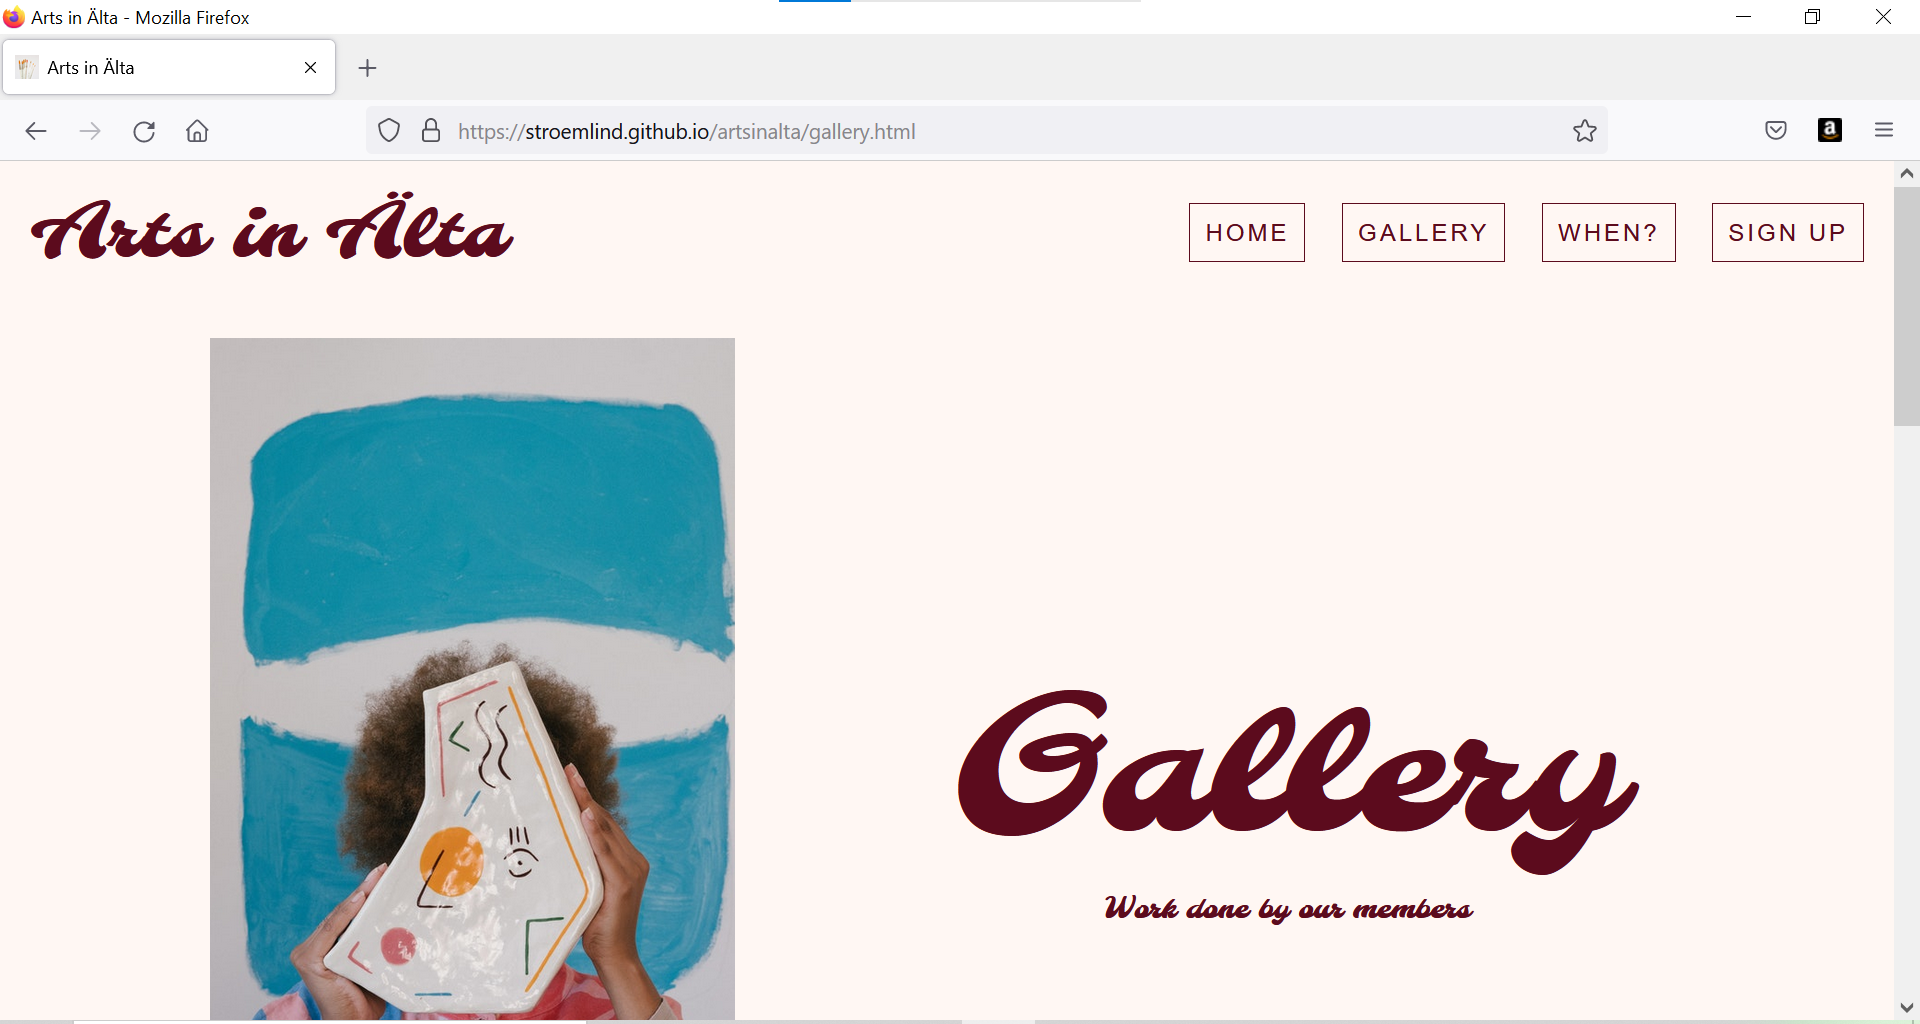 Arts in Älta - Mozilla Firefox
Arts in Älta
https://stroemlind.github.io/artsinalta/gallery.html
Arts in Älta
HOME GALLERY WHEN? SIGN UP
Gallery
Work done by our members